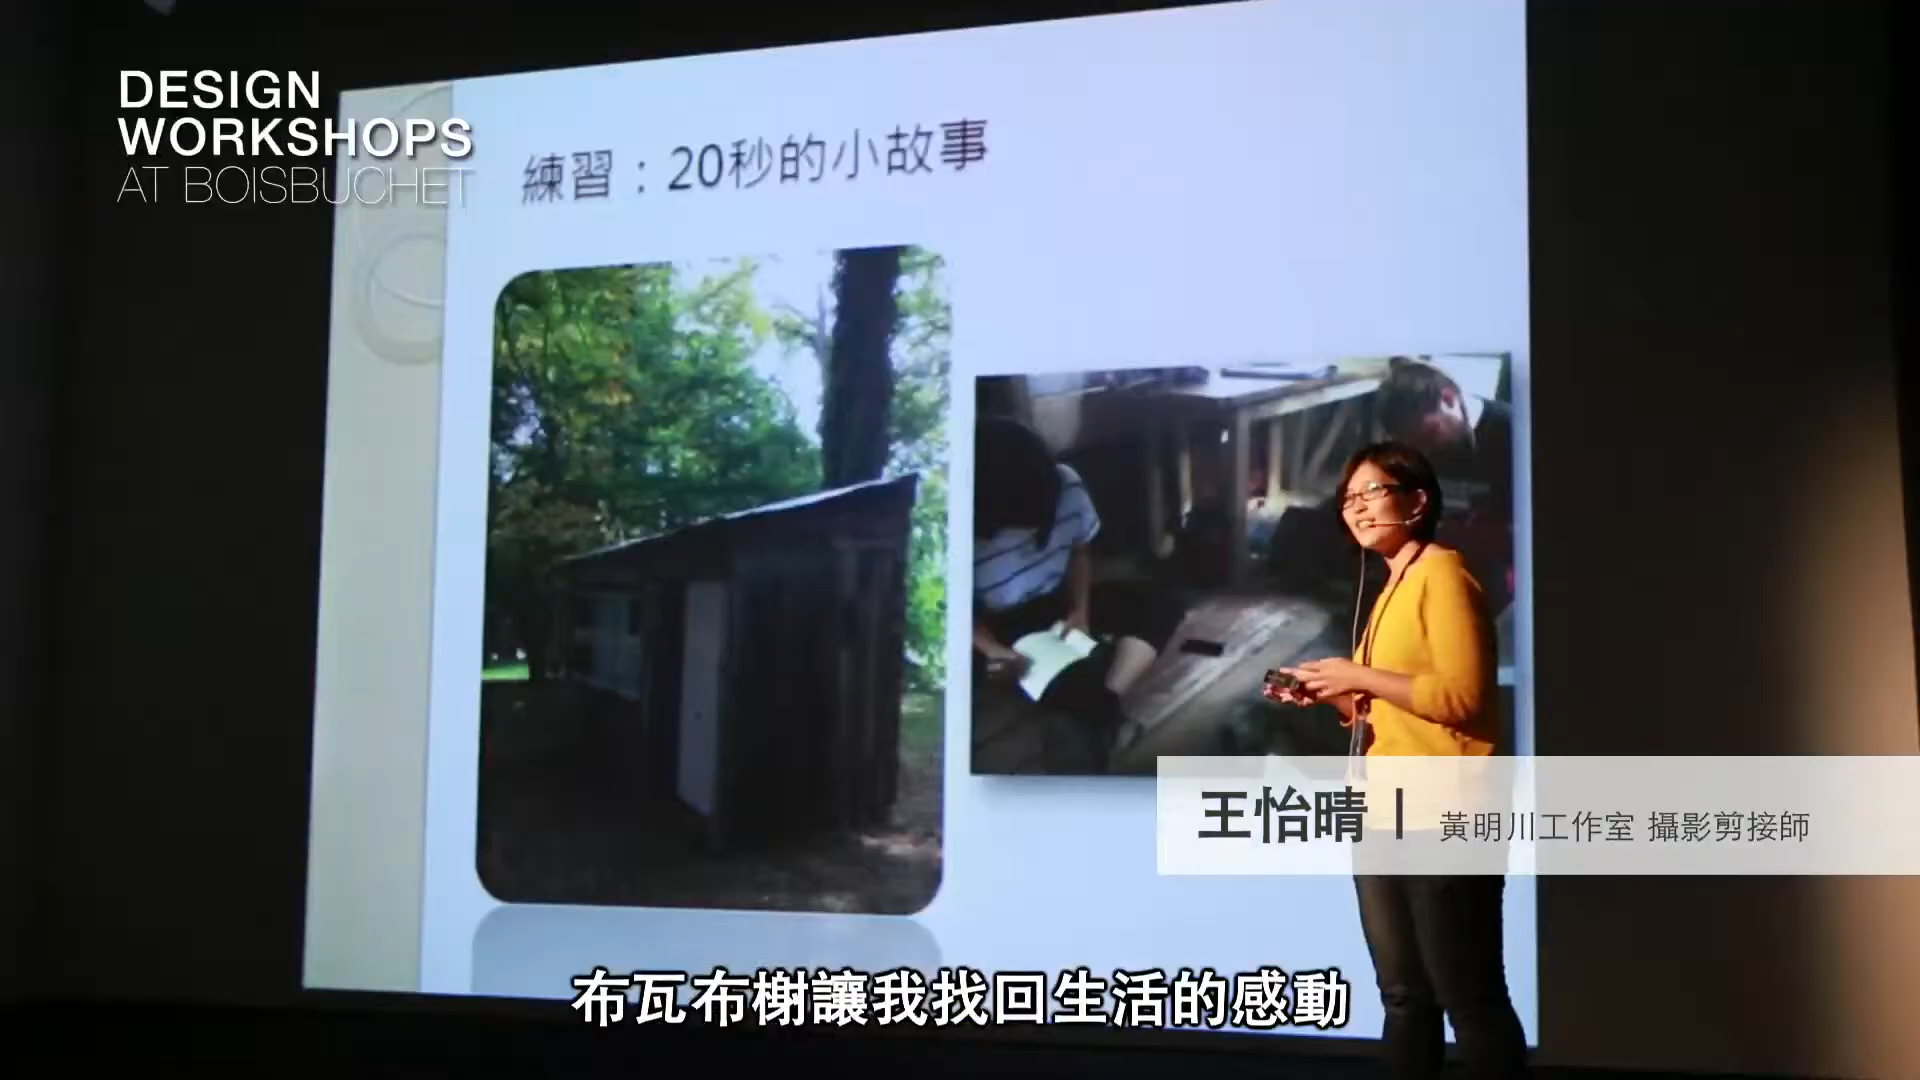 DESIGN
WORKSHOPS
AT BOISBUCHET
練習：20秒的小故事
王怡晴 | 黃明川工作室 攝影剪接師
布瓦布榭讓我找回生活的感動